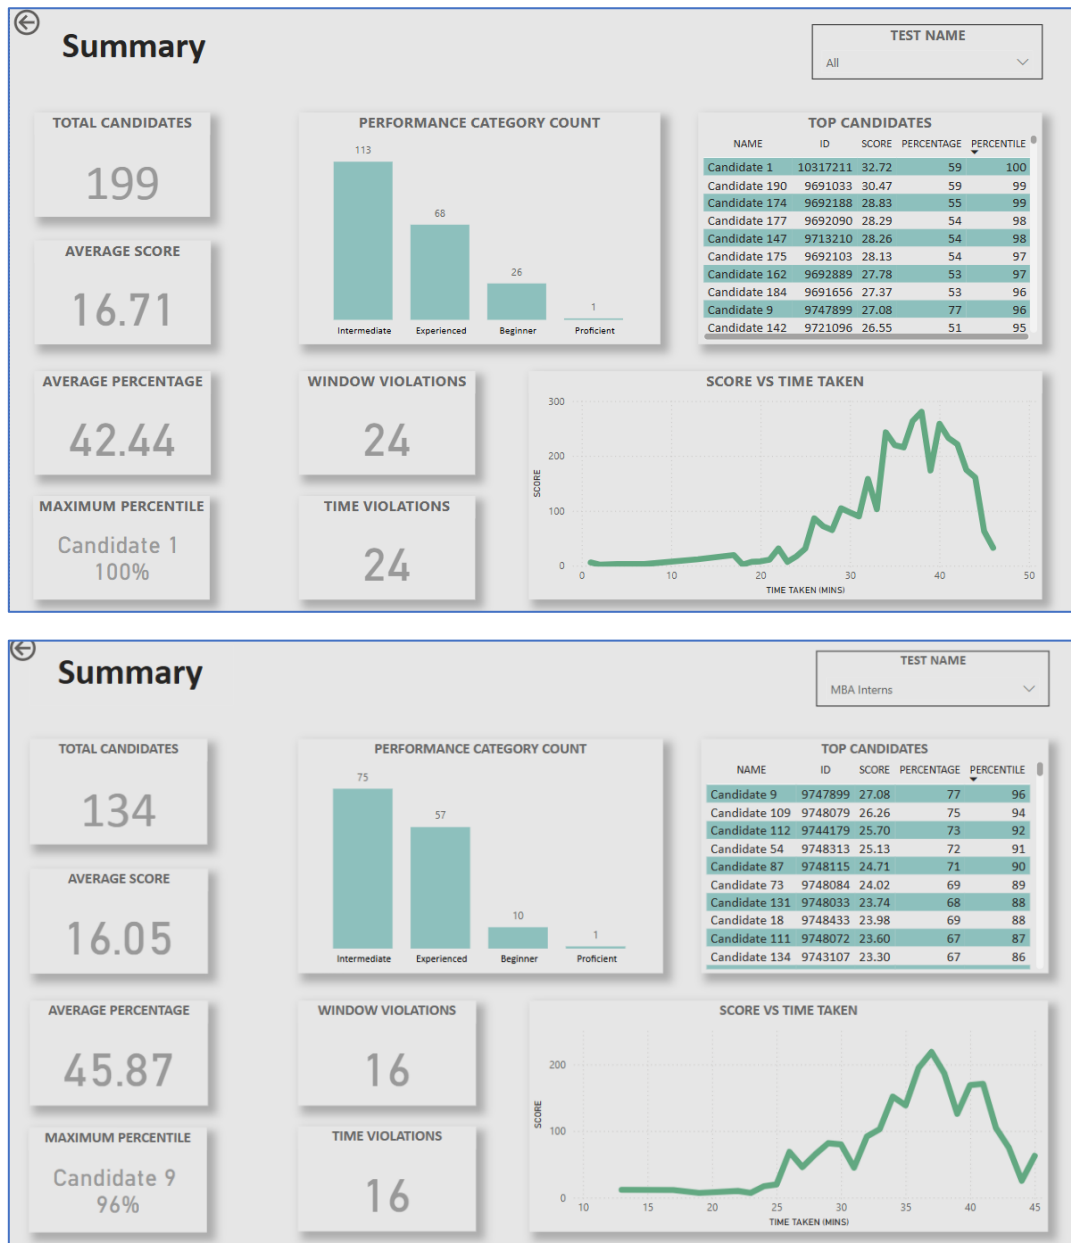 Summary
TEST NAME
All
TOTAL CANDIDATES
199
AVERAGE SCORE
16.71
AVERAGE PERCENTAGE
42.44
MAXIMUM PERCENTILE
Candidate 1
100%
PERFORMANCE CATEGORY COUNT
113
68
26
1
Intermediate Experienced Beginner Proficient
WINDOW VIOLATIONS
24
TIME VIOLATIONS
24
TOP CANDIDATES
NAME ID SCORE PERCENTAGE PERCENTILE
Candidate 1 10317211 32.72 59 100
Candidate 190 9691033 30.47 59 99
Candidate 174 9692188 28.83 55 99
Candidate 177 9692090 28.29 54 98
Candidate 147 9713210 28.26 54 98
Candidate 175 9692103 28.13 54 97
Candidate 162 9692889 27.78 53 97
Candidate 184 9691656 27.37 53 96
Candidate 9 9747899 27.08 77 96
Candidate 142 9721096 26.55 51 95
SCORE VS TIME TAKEN
300
200
100
0
SCORE
0 10 20 30 40 50
TIME TAKEN (MINS)
Summary
TEST NAME
MBA Interns
TOTAL CANDIDATES
134
AVERAGE SCORE
16.05
AVERAGE PERCENTAGE
45.87
MAXIMUM PERCENTILE
Candidate 9
96%
PERFORMANCE CATEGORY COUNT
75
57
10
1
Intermediate Experienced Beginner Proficient
WINDOW VIOLATIONS
16
TIME VIOLATIONS
16
TOP CANDIDATES
NAME ID SCORE PERCENTAGE PERCENTILE
Candidate 9 9747899 27.08 77 96
Candidate 109 9748079 26.26 75 94
Candidate 112 9744179 25.70 73 92
Candidate 54 9748313 25.13 72 91
Candidate 87 9748115 24.71 71 90
Candidate 73 9748084 24.02 69 89
Candidate 131 9748033 23.74 68 88
Candidate 18 9748433 23.98 69 88
Candidate 111 9748072 23.60 67 87
Candidate 134 9743107 23.30 67 86
SCORE VS TIME TAKEN
200
100
0
SCORE
10 15 20 25 30 35 40 45
TIME TAKEN (MINS)